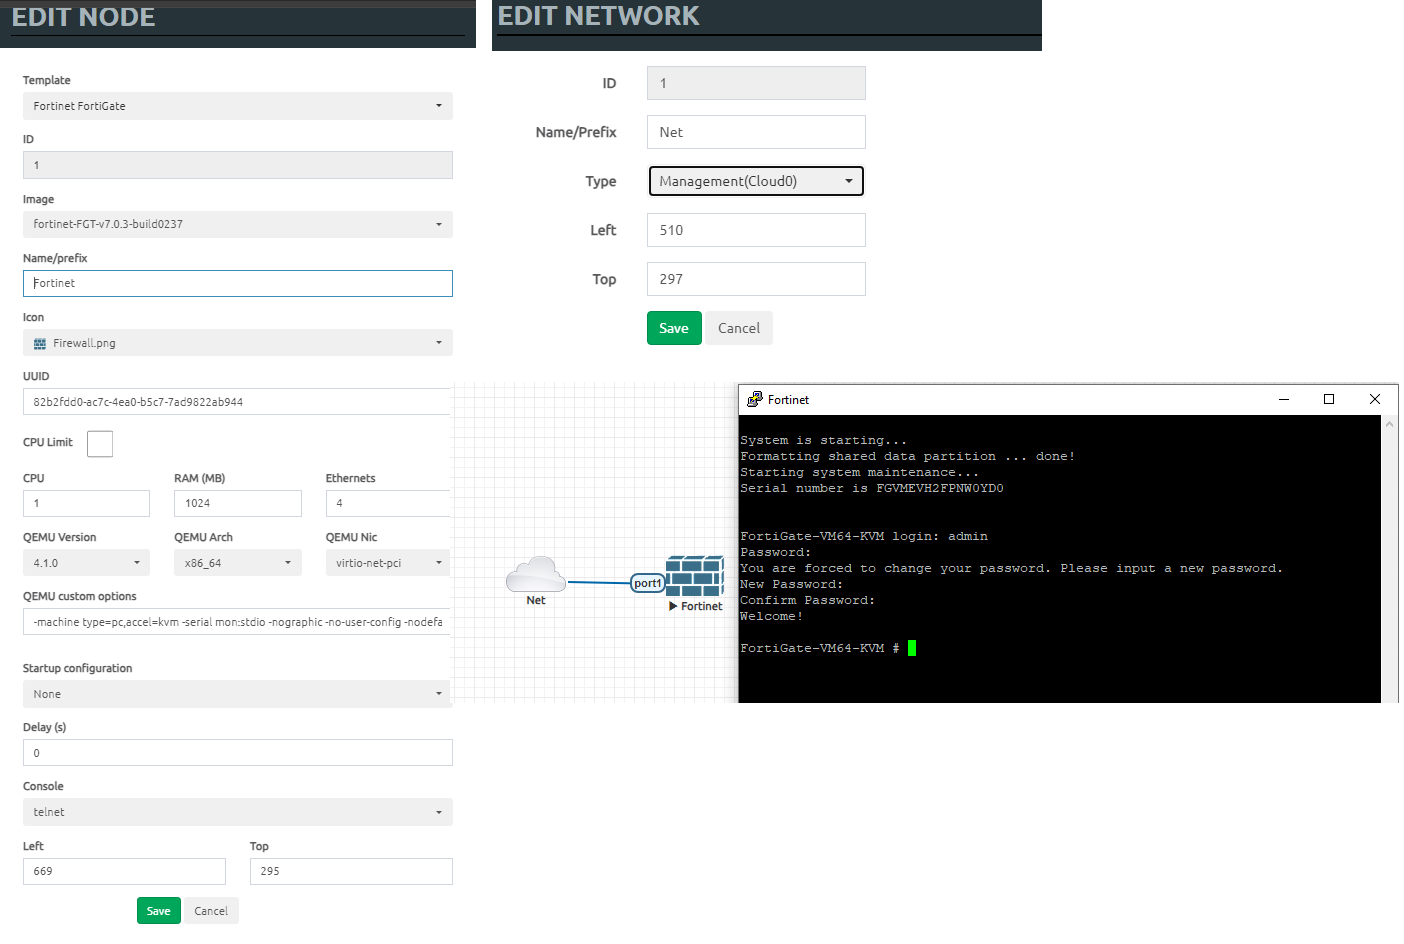 EDIT NODE
Template
Fortinet FortiGate
ID
1
Image
fortinet-FGT-v7.0.3-build0237
Name/prefix
Fortinet
Icon
Firewall.png
UUID
82b2fdd0-ac7c-4ea0-b5c7-7ad9822ab944
CPU Limit
CPU RAM (MB) Ethernets
1 1024 4
QEMU Version QEMU Arch QEMU Nic
4.1.0 x86_64 virtio-net-pci
QEMU custom options
-machine type=pc,accel=kvm -serial mon:stdio -nographic -no-user-config -nodefa
Startup configuration
None
Delay (s)
0
Console
telnet
Left Top
669 295
Save Cancel
EDIT NETWORK
ID 1
Name/Prefix Net
Type Management(Cloud0)
Left 510
Top 297
Save Cancel
port1
Net
Fortinet
Fortinet
System is starting...
Formatting shared data partition ... done!
Starting system maintenance...
Serial number is FGVMEVH2FPNW0YD0
FortiGate-VM64-KVM login: admin
Password:
You are forced to change your password. Please input a new password.
New Password:
Confirm Password:
Welcome!
FortiGate-VM64-KVM #